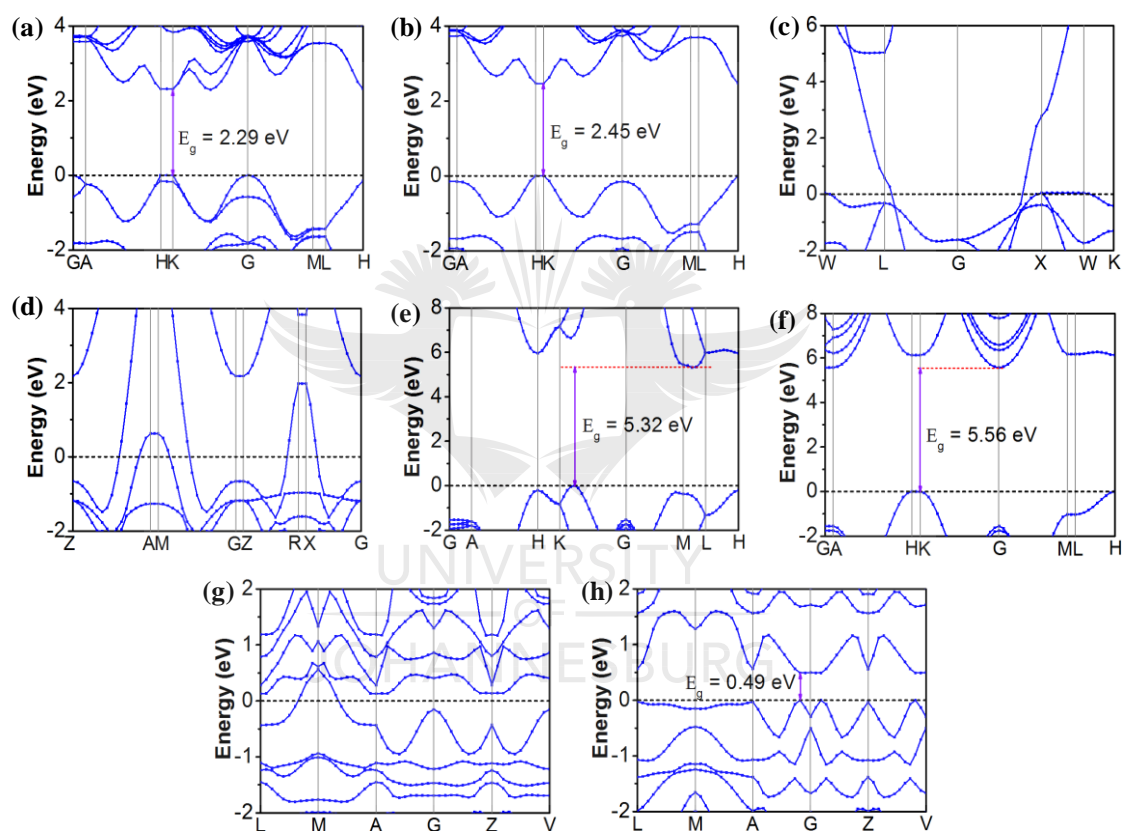 (a)
4
2
0
-2
Energy (eV)
E_g = 2.29 eV
GA HK G ML H
(b)
4
2
0
-2
Energy (eV)
E_g = 2.45 eV
GA HK G ML H
(c)
6
4
2
0
-2
Energy (eV)
W L G X W K
(d)
4
2
0
-2
Energy (eV)
Z AM GZ RX G
(e)
8
6
4
2
0
-2
Energy (eV)
E_g = 5.32 eV
G A H K G M L H
(f)
8
6
4
2
0
-2
Energy (eV)
E_g = 5.56 eV
GA HK G ML H
UNIVERSITY
OF
JOHANNESBURG
(g)
2
1
0
-1
-2
Energy (eV)
L M A G Z V
(h)
2
1
0
-1
-2
Energy (eV)
E_g = 0.49 eV
L M A G Z V